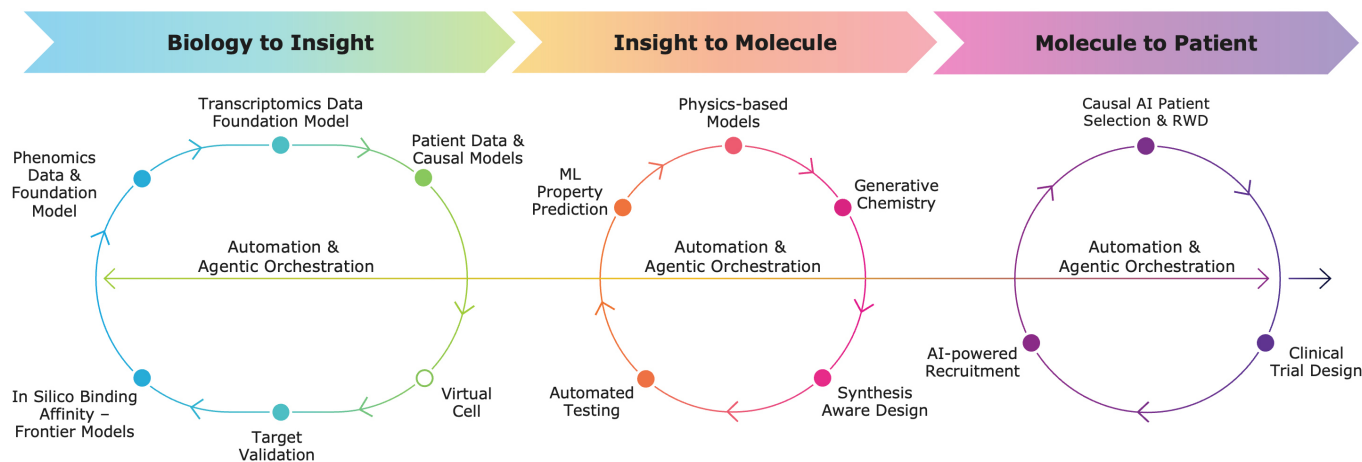 Biology to Insight
Insight to Molecule
Molecule to Patient
Transcriptomics Data
Foundation Model
Patient Data &
Causal Models
Phenomics
Data &
Foundation
Model
Automation &
Agentic Orchestration
In Silico Binding
Affinity –
Frontier Models
Target
Validation
Virtual
Cell
Physics-based
Models
ML
Property
Prediction
Generative
Chemistry
Automation &
Agentic Orchestration
Automated
Testing
Synthesis
Aware Design
Causal AI Patient
Selection & RWD
Automation &
Agentic Orchestration
AI-powered
Recruitment
Clinical
Trial Design